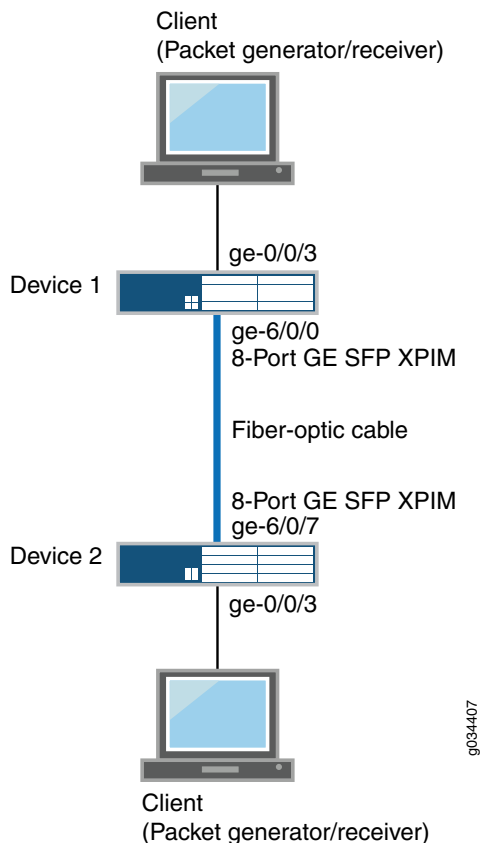 Client
(Packet generator/receiver)
ge-0/0/3
Device 1
ge-6/0/0
8-Port GE SFP XPIM
Fiber-optic cable
8-Port GE SFP XPIM
ge-6/0/7
Device 2
ge-0/0/3
g034407
Client
(Packet generator/receiver)